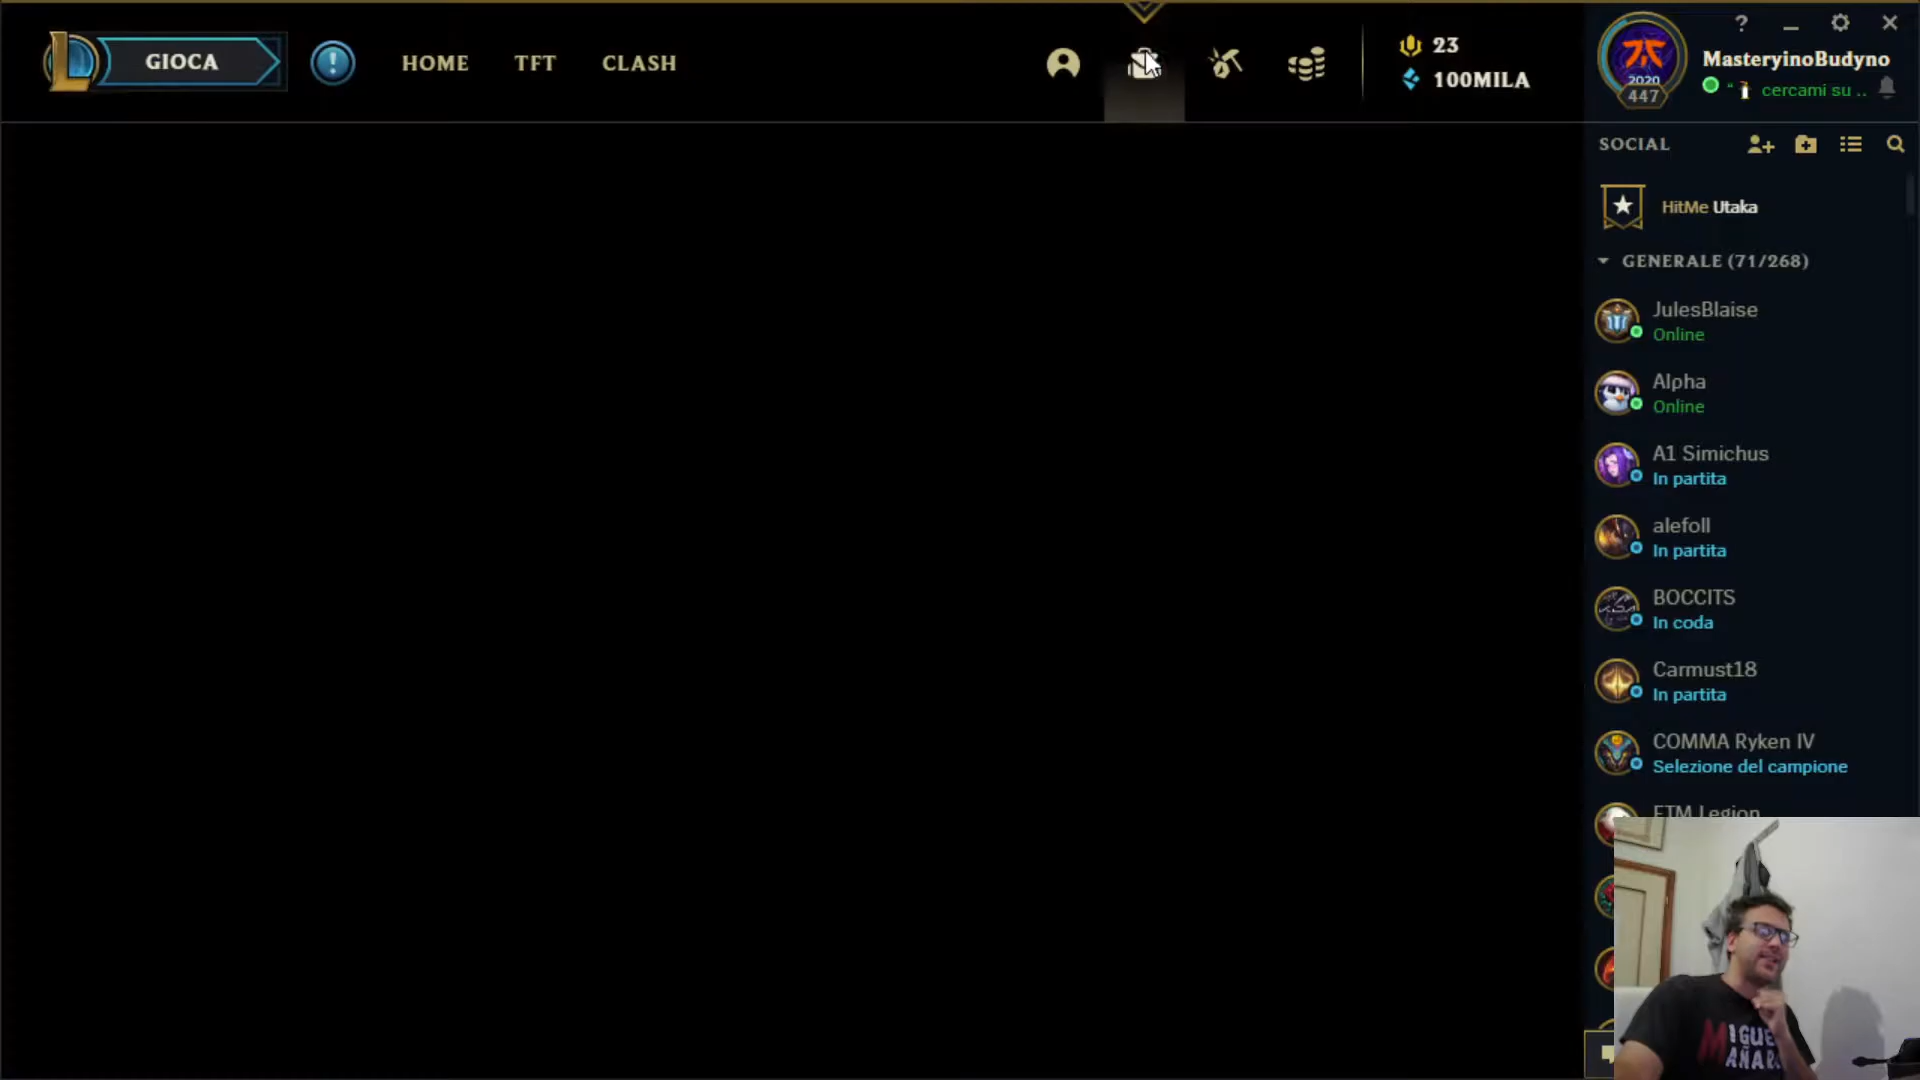 GIOCA
HOME
TFT
CLASH
23
100MILA
2020
447
MasteryinoBudyno
cercami su ..
SOCIAL
HitMe Utaka
GENERALE (71/268)
JulesBlaise
Online
Alpha
Online
A1 Simichus
In partita
alefoll
In partita
BOCCITS
In coda
Carmust18
In partita
COMMA Ryken IV
Selezione del campione
FTM Legion